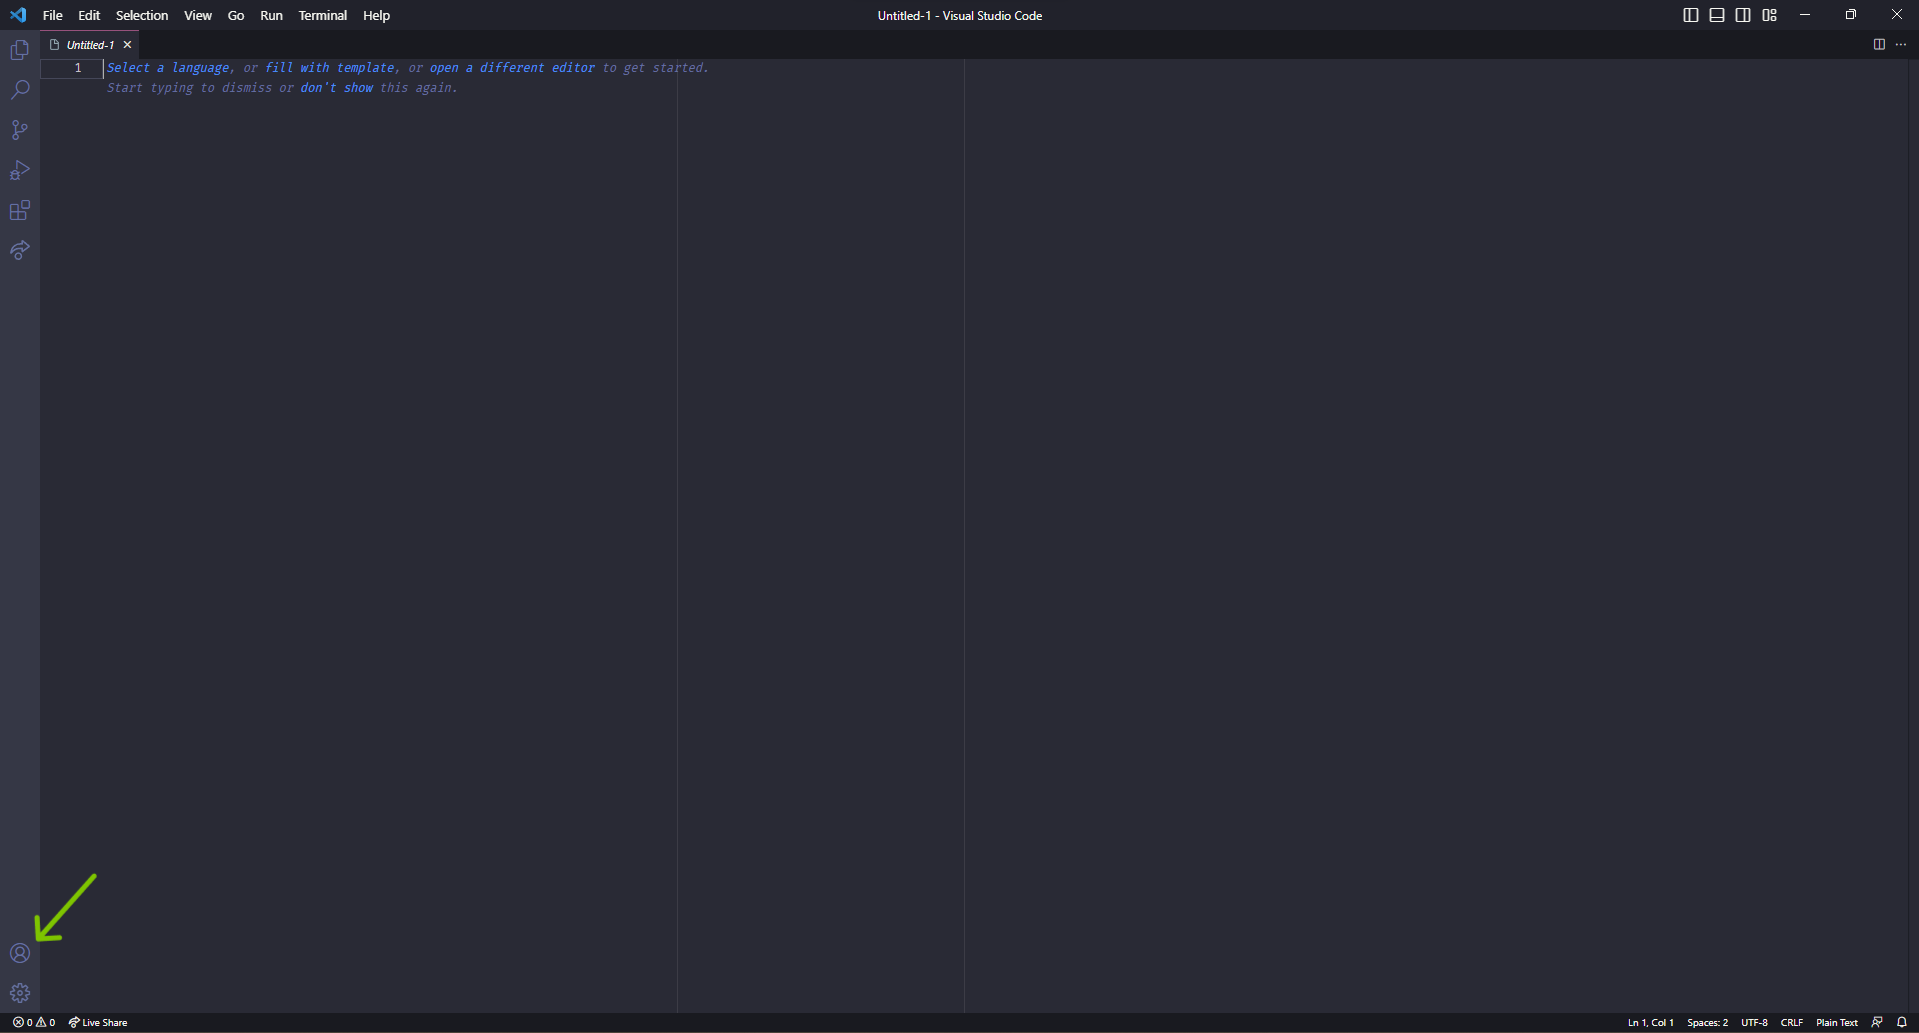 File Edit Selection View Go Run Terminal Help
Untitled-1 - Visual Studio Code
Untitled-1
1 Select a language, or fill with template, or open a different editor to get started.
Start typing to dismiss or don't show this again.
0 0 Live Share
Ln 1, Col 1 Spaces: 2 UTF-8 CRLF Plain Text